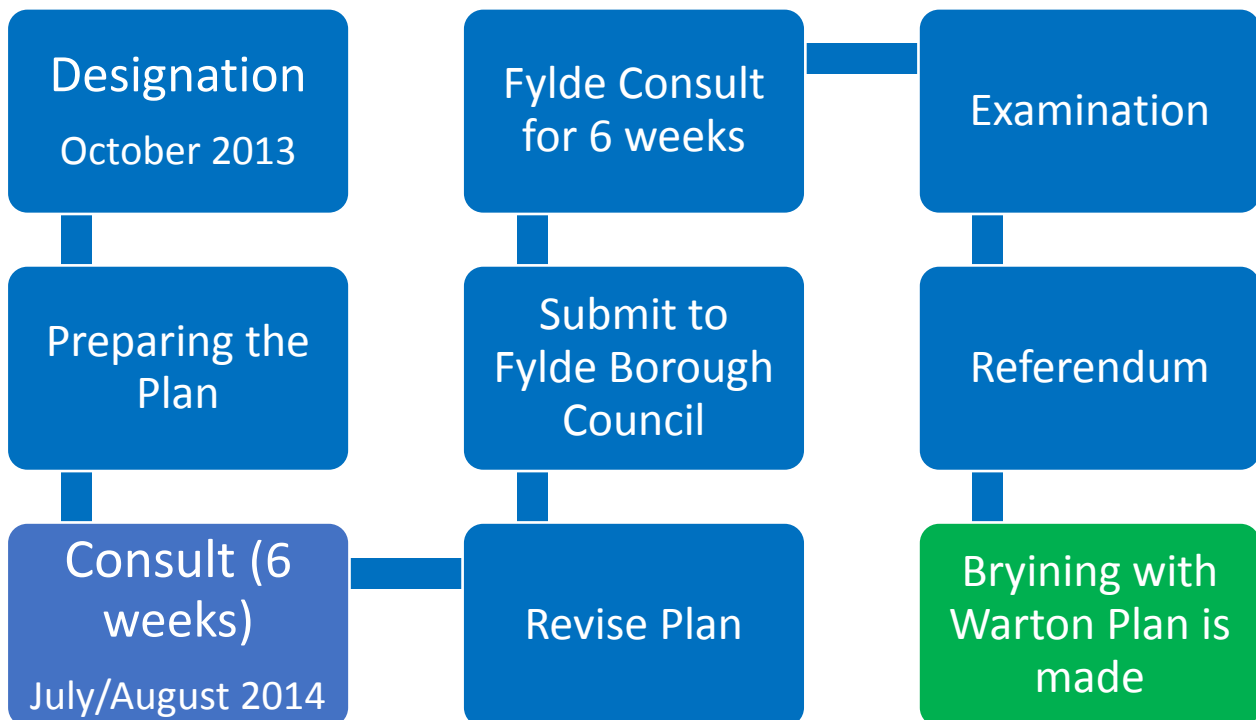 Designation
October 2013
Preparing the
Plan
Consult (6
weeks)
July/August 2014
Revise Plan
Submit to
Fylde Borough
Council
Fylde Consult
for 6 weeks
Examination
Referendum
Bryining with
Warton Plan is
made